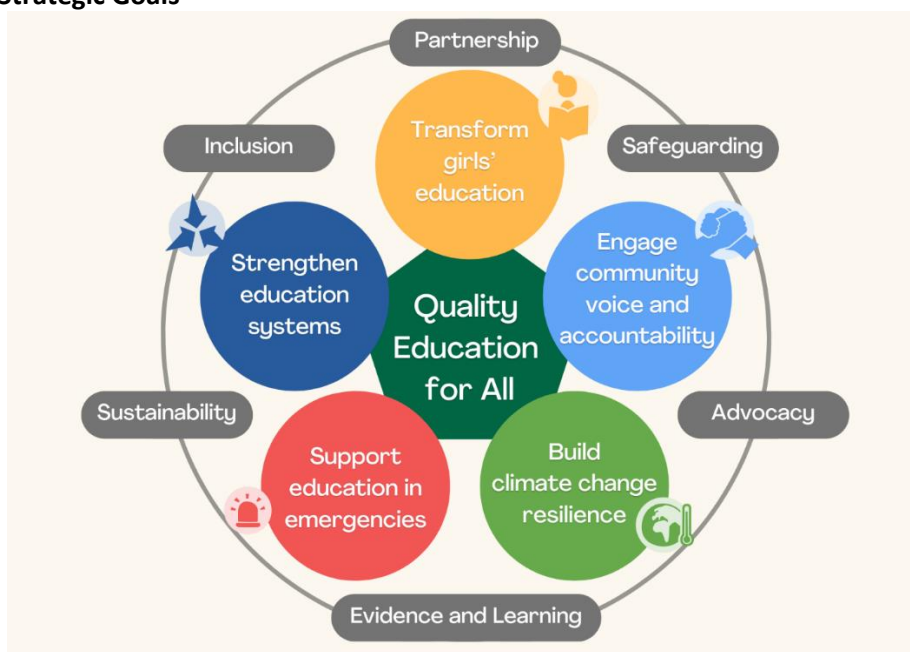 Strategic Goals
Partnership
Inclusion
Safeguarding
Transform
girls'
education
Strengthen
education
systems
Engage
community
voice and
accountability
Quality
Education
for All
Sustainability
Advocacy
Support
education in
emergencies
Build
climate change
resilience
Evidence and Learning